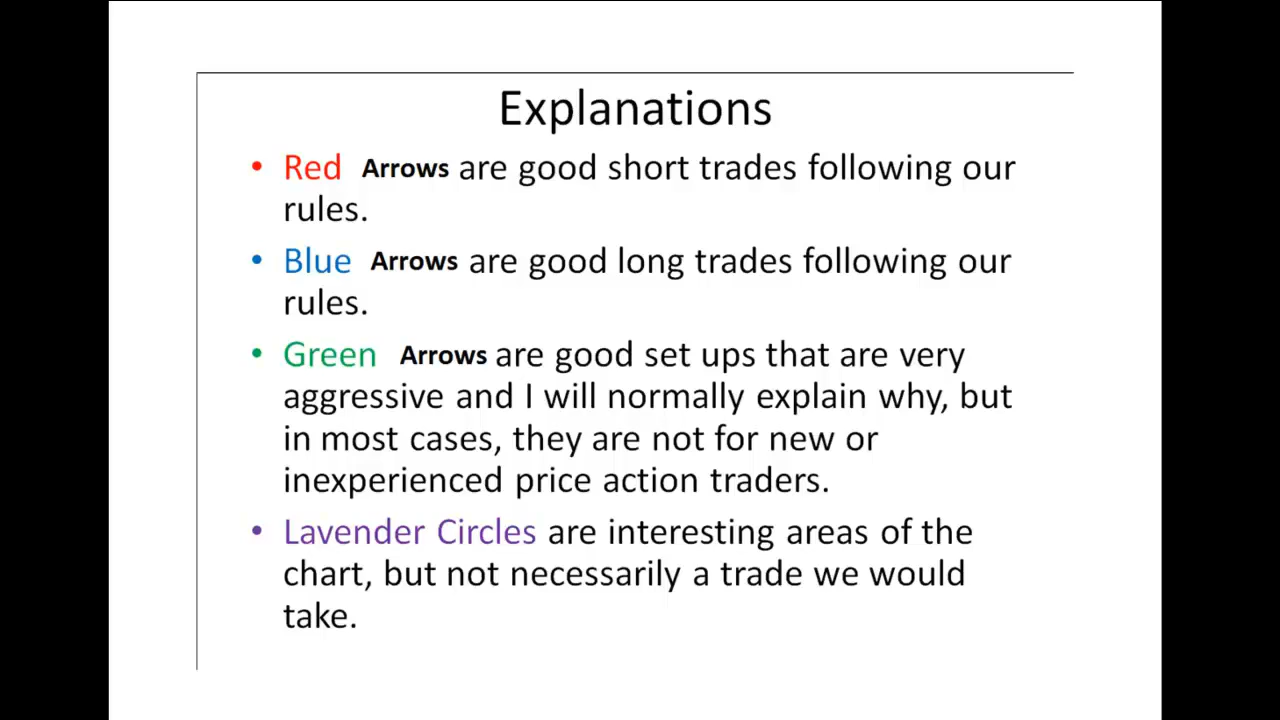 Explanations
• Red Arrows are good short trades following our
rules.
• Blue Arrows are good long trades following our
rules.
• Green Arrows are good set ups that are very
aggressive and I will normally explain why, but
in most cases, they are not for new or
inexperienced price action traders.
• Lavender Circles are interesting areas of the
chart, but not necessarily a trade we would
take.